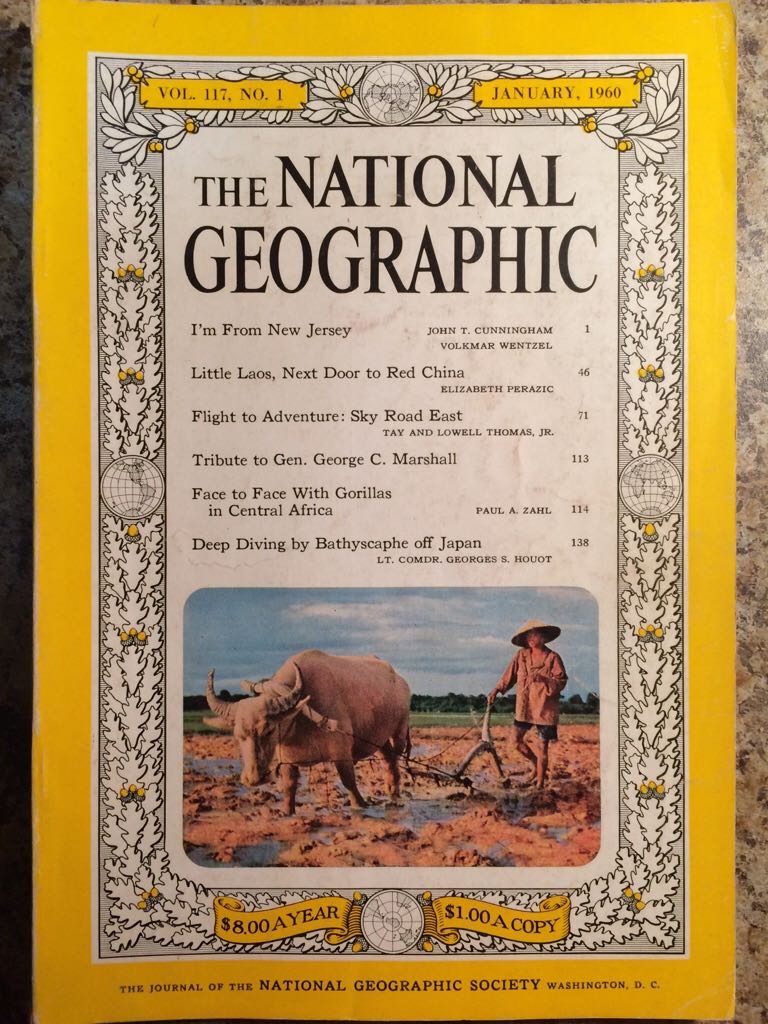 VOL. 117, NO. 1
JANUARY, 1960
THE NATIONAL
GEOGRAPHIC
I'm From New Jersey JOHN T. CUNNINGHAM 1
VOLKMAR WENTZEL
Little Laos, Next Door to Red China 46
ELIZABETH PERAZIC
Flight to Adventure: Sky Road East 71
TAY AND LOWELL THOMAS, JR.
Tribute to Gen. George C. Marshall 113
Face to Face With Gorillas
in Central Africa PAUL A. ZAHL 114
Deep Diving by Bathyscaphe off Japan 138
LT. COMDR. GEORGES S. HOUOT
$8.00 A YEAR
$1.00 A COPY
THE JOURNAL OF THE NATIONAL GEOGRAPHIC SOCIETY WASHINGTON, D. C.